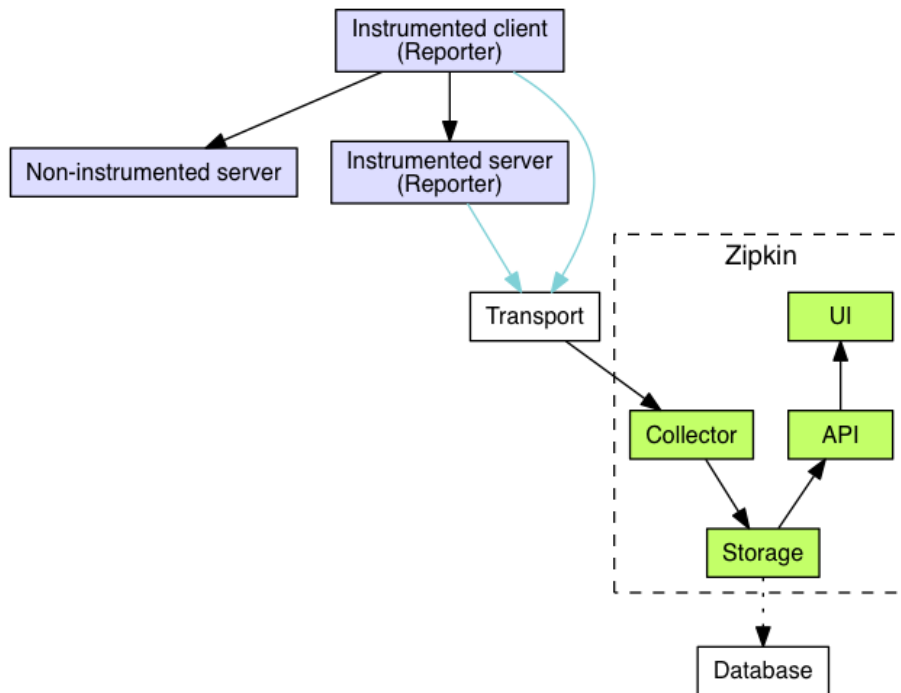 Instrumented client
(Reporter)
Non-instrumented server
Instrumented server
(Reporter)
Zipkin
Transport
UI
Collector
API
Storage
Database